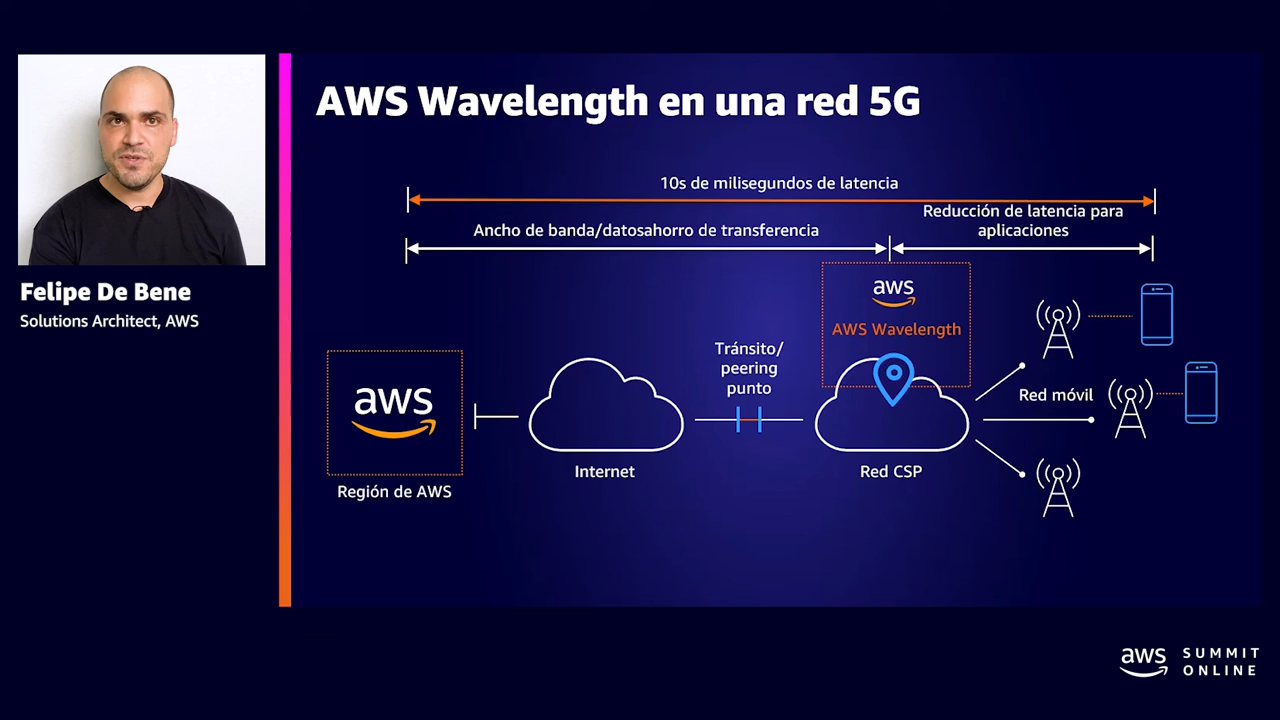 AWS Wavelength en una red 5G
10s de milisegundos de latencia
Ancho de banda/datosahorro de transferencia
Reducción de latencia para
aplicaciones
aws
AWS Wavelength
Tránsito/
peering
punto
aws
Red móvil
Internet
Red CSP
Región de AWS
Felipe De Bene
Solutions Architect, AWS
aws
SUMMIT
ONLINE